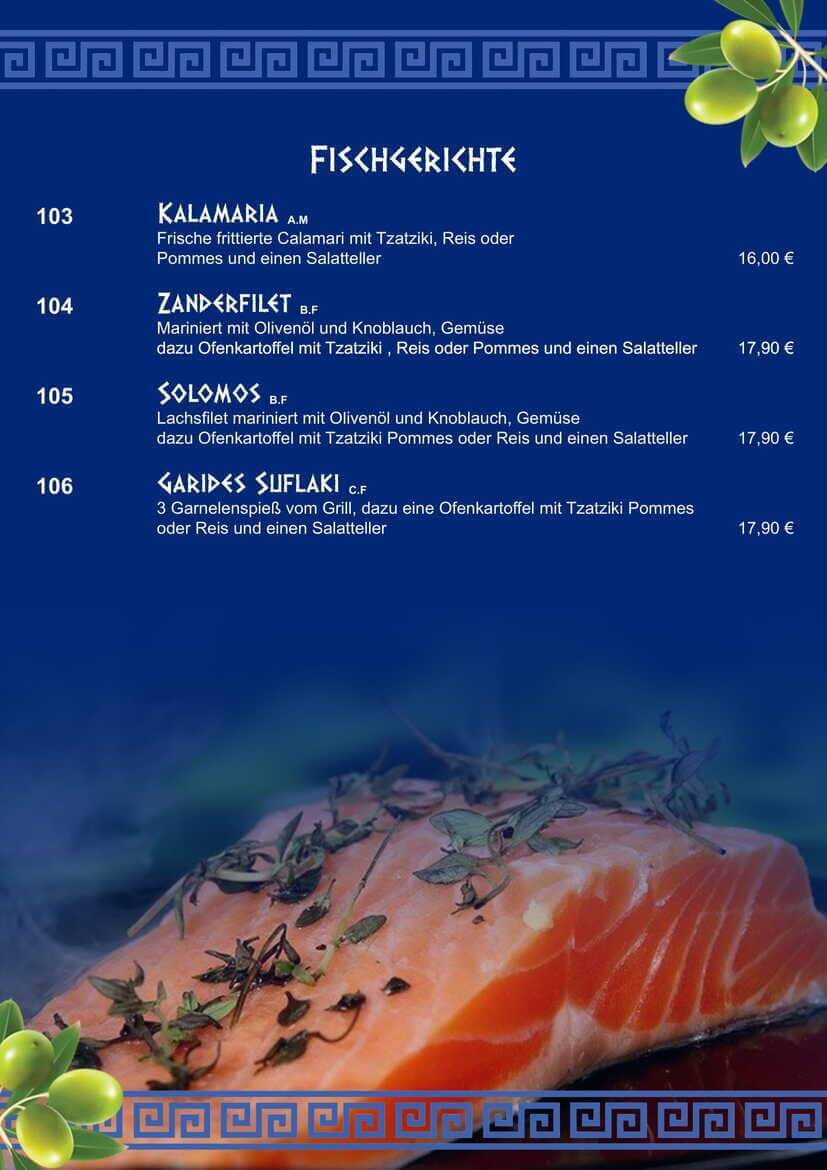 Fischgerichte
103 Kalamaria A.M
Frische frittierte Calamari mit Tzatziki, Reis oder
Pommes und einen Salatteller 16,00 €
104 Zanderfilet B.F
Mariniert mit Olivenöl und Knoblauch, Gemüse
dazu Ofenkartoffel mit Tzatziki , Reis oder Pommes und einen Salatteller 17,90 €
105 Solomos B.F
Lachsfilet mariniert mit Olivenöl und Knoblauch, Gemüse
dazu Ofenkartoffel mit Tzatziki Pommes oder Reis und einen Salatteller 17,90 €
106 Garides Suflaki C.F
3 Garnelenspieß vom Grill, dazu eine Ofenkartoffel mit Tzatziki Pommes
oder Reis und einen Salatteller 17,90 €